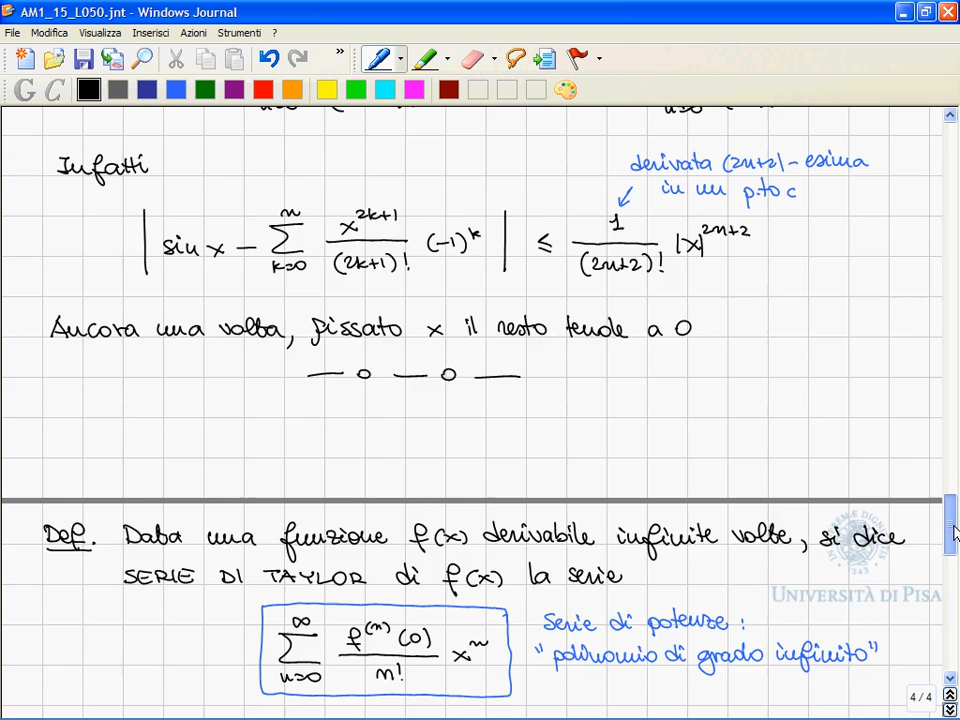 AM1_15_L050.jnt - Windows Journal
File Modifica Visualizza Inserisci Azioni Strumenti ?
Infatti
derivata (2n+2)-esima
in un p.to c
| sin x - ∑_{k=0}^{n} x^{2k+1}/(2k+1)! (-1)^k | ≤ 1/(2n+2)! |x|^{2n+2}
Ancora una volta, fissato x il resto tende a 0
— o — o —
Def. Data una funzione f(x) derivabile infinite volte, si dice
SERIE DI TAYLOR di f(x) la serie
UNIVERSITÀ DI PISA
∑_{n=0}^{∞} f^{(n)}(0)/n! x^n
Serie di potenze:
"polinomio di grado infinito"
4 / 4